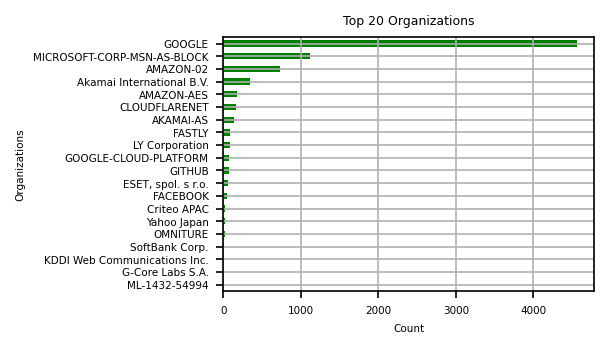 Top 20 Organizations
GOOGLE
MICROSOFT-CORP-MSN-AS-BLOCK
AMAZON-02
Akamai International B.V.
AMAZON-AES
CLOUDFLARENET
AKAMAI-AS
FASTLY
LY Corporation
GOOGLE-CLOUD-PLATFORM
GITHUB
ESET, spol. s r.o.
FACEBOOK
Criteo APAC
Yahoo Japan
OMNITURE
SoftBank Corp.
KDDI Web Communications Inc.
G-Core Labs S.A.
ML-1432-54994
Organizations
0 1000 2000 3000 4000
Count